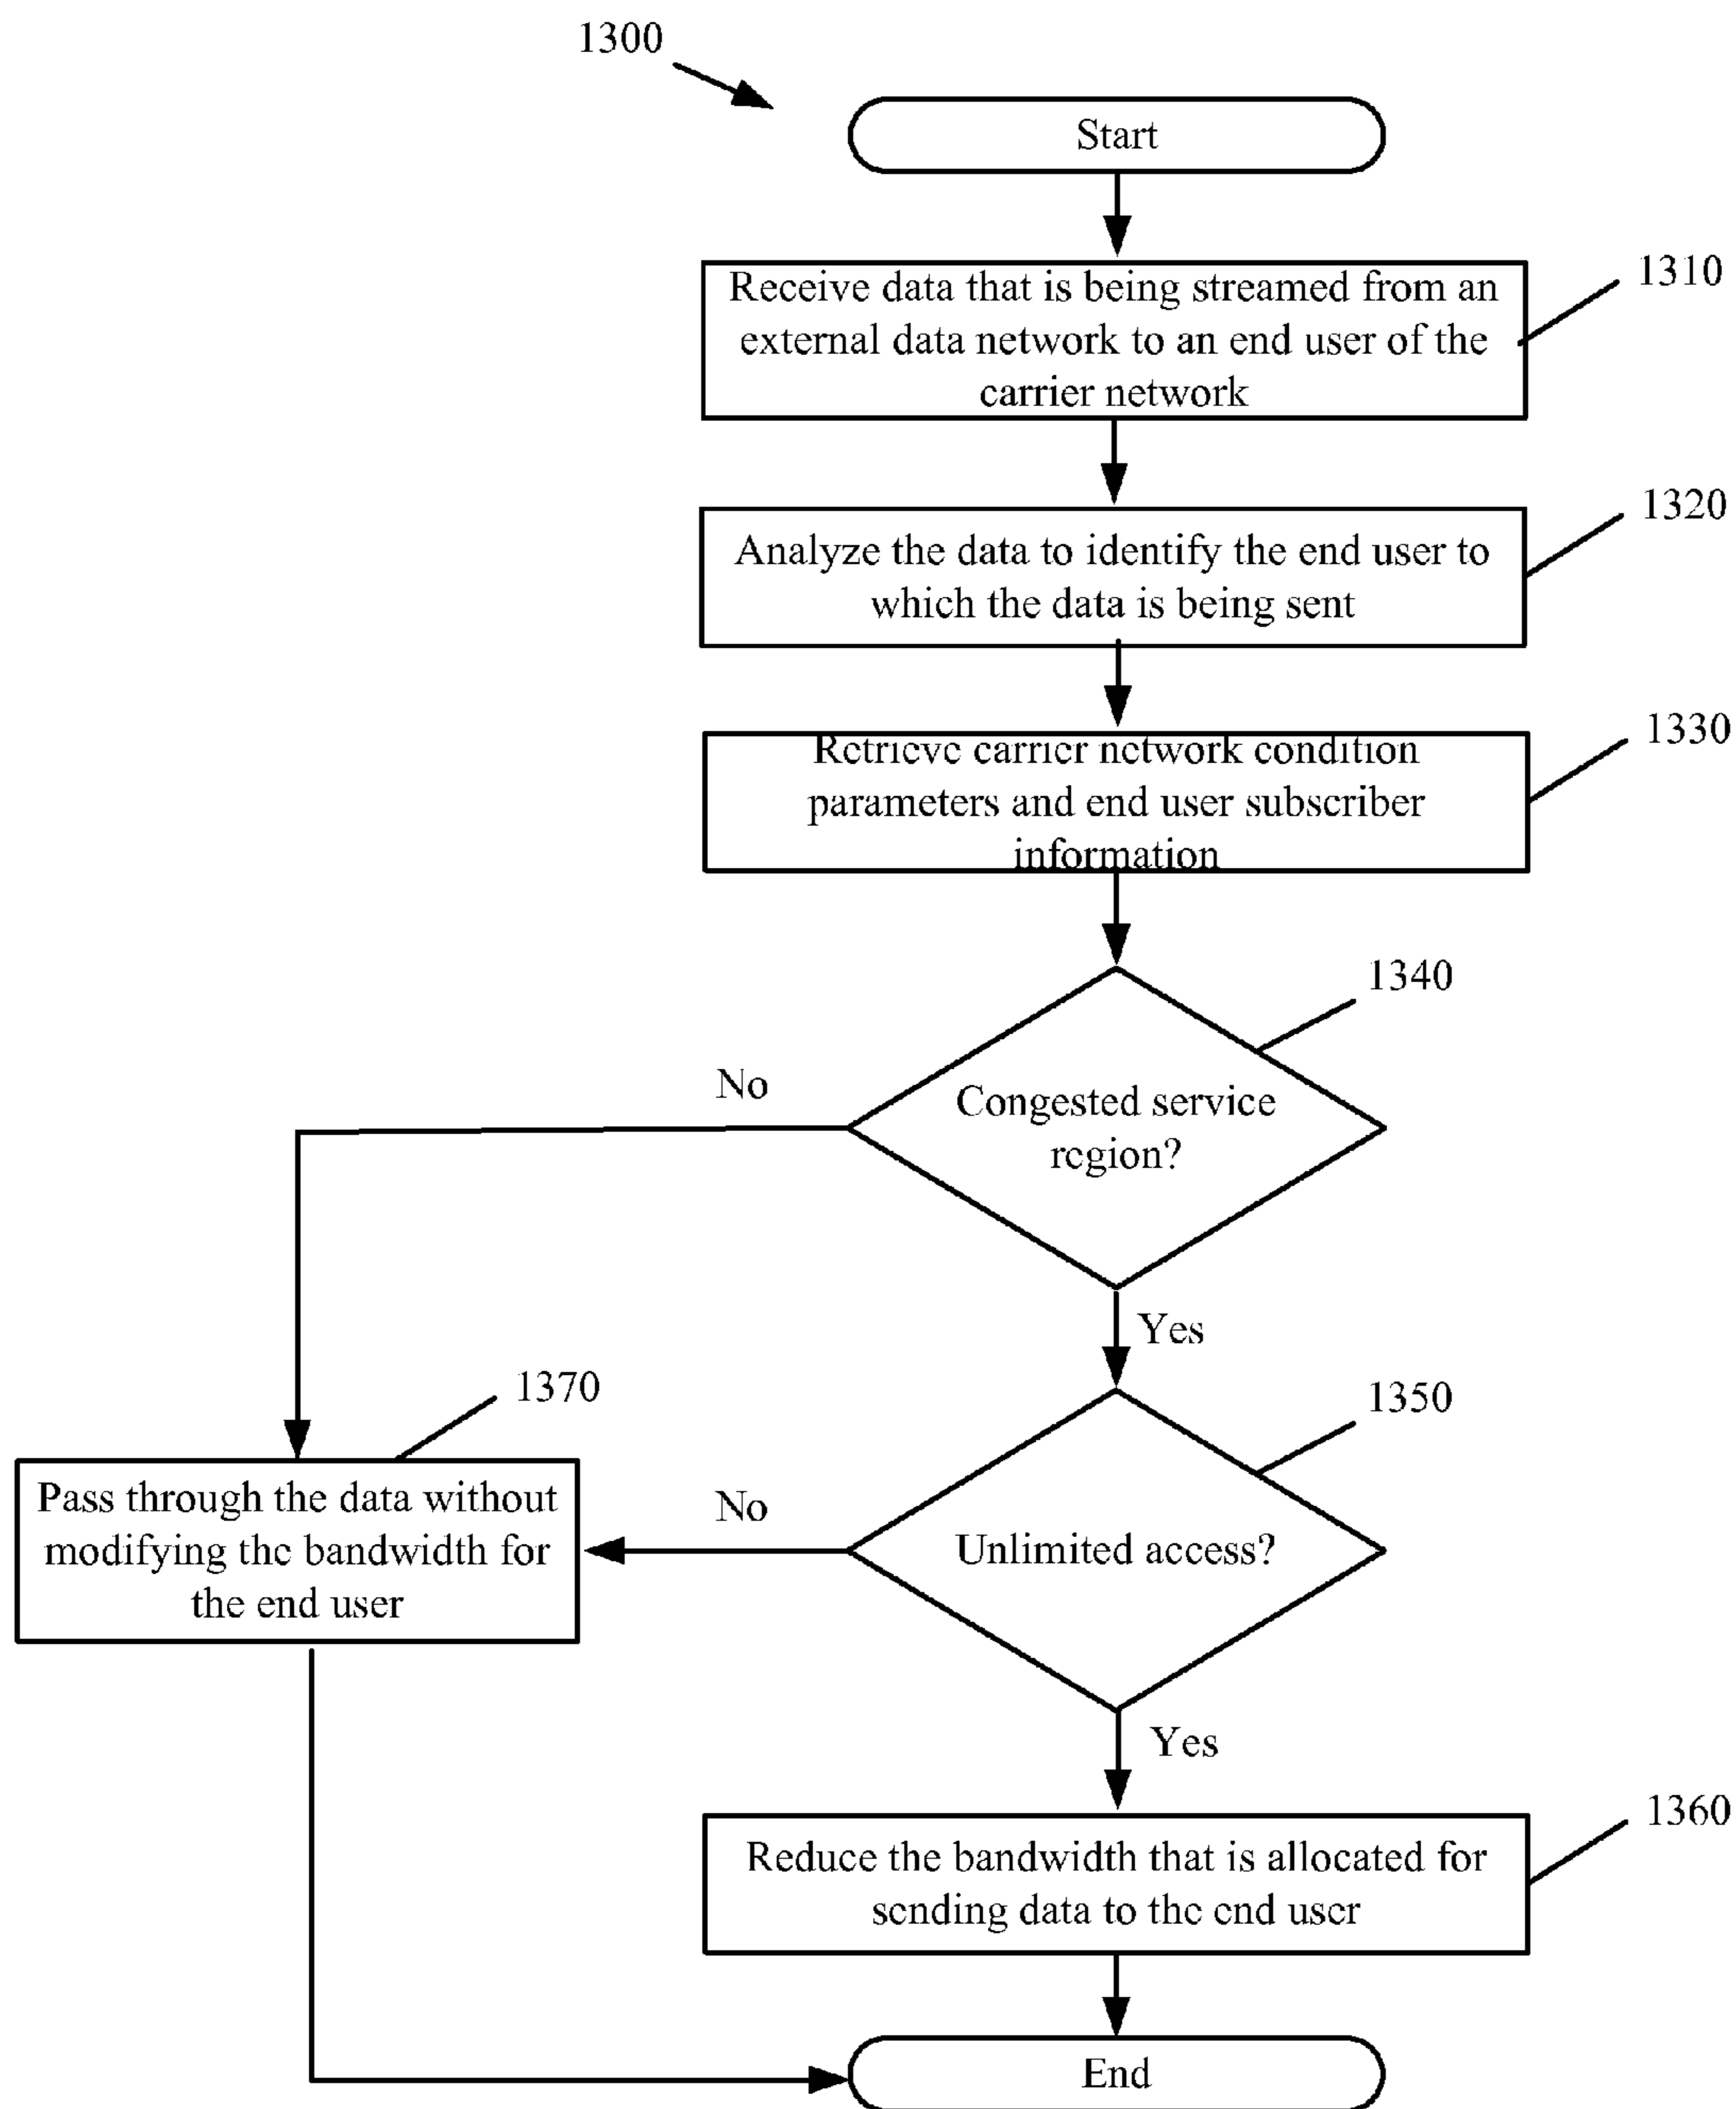 1300
Start
Receive data that is being streamed from an
external data network to an end user of the
carrier network
1310
Analyze the data to identify the end user to
which the data is being sent
1320
Retrieve carrier network condition
parameters and end user subscriber
information
1330
Congested service
region?
1340
No
Yes
Unlimited access?
1350
No
Pass through the data without
modifying the bandwidth for
the end user
1370
Yes
Reduce the bandwidth that is allocated for
sending data to the end user
1360
End